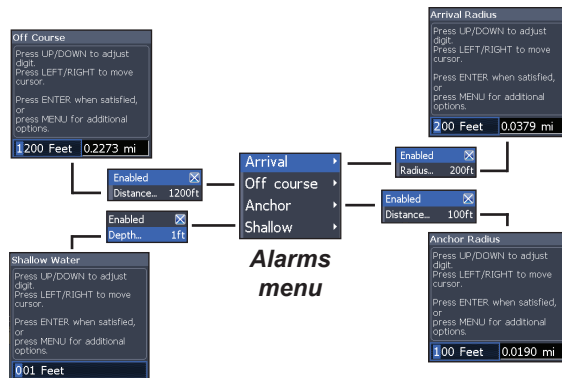 Off Course
Press UP/DOWN to adjust
digit.
Press LEFT/RIGHT to move
cursor.
Press ENTER when satisfied,
or
press MENU for additional
options.
1200 Feet 0.2273 mi
Arrival Radius
Press UP/DOWN to adjust
digit.
Press LEFT/RIGHT to move
cursor.
Press ENTER when satisfied,
or
press MENU for additional
options.
200 Feet 0.0379 mi
Enabled
Distance... 1200ft
Arrival
Off course
Anchor
Shallow
Enabled
Radius... 200ft
Enabled
Depth... 1ft
Enabled
Distance... 100ft
Alarms
menu
Shallow Water
Press UP/DOWN to adjust
digit.
Press LEFT/RIGHT to move
cursor.
Press ENTER when satisfied,
or
press MENU for additional
options.
001 Feet
Anchor Radius
Press UP/DOWN to adjust
digit.
Press LEFT/RIGHT to move
cursor.
Press ENTER when satisfied,
or
press MENU for additional
options.
100 Feet 0.0190 mi